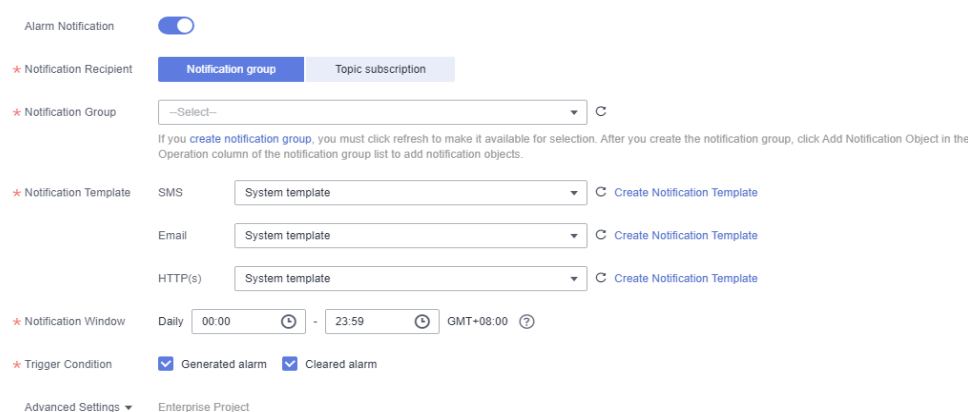 Alarm Notification
* Notification Recipient Notification group Topic subscription
* Notification Group --Select--
If you create notification group, you must click refresh to make it available for selection. After you create the notification group, click Add Notification Object in the
Operation column of the notification group list to add notification objects.
* Notification Template SMS System template Create Notification Template
Email System template Create Notification Template
HTTP(s) System template Create Notification Template
* Notification Window Daily 00:00 - 23:59 GMT+08:00 ?
* Trigger Condition Generated alarm Cleared alarm
Advanced Settings Enterprise Project